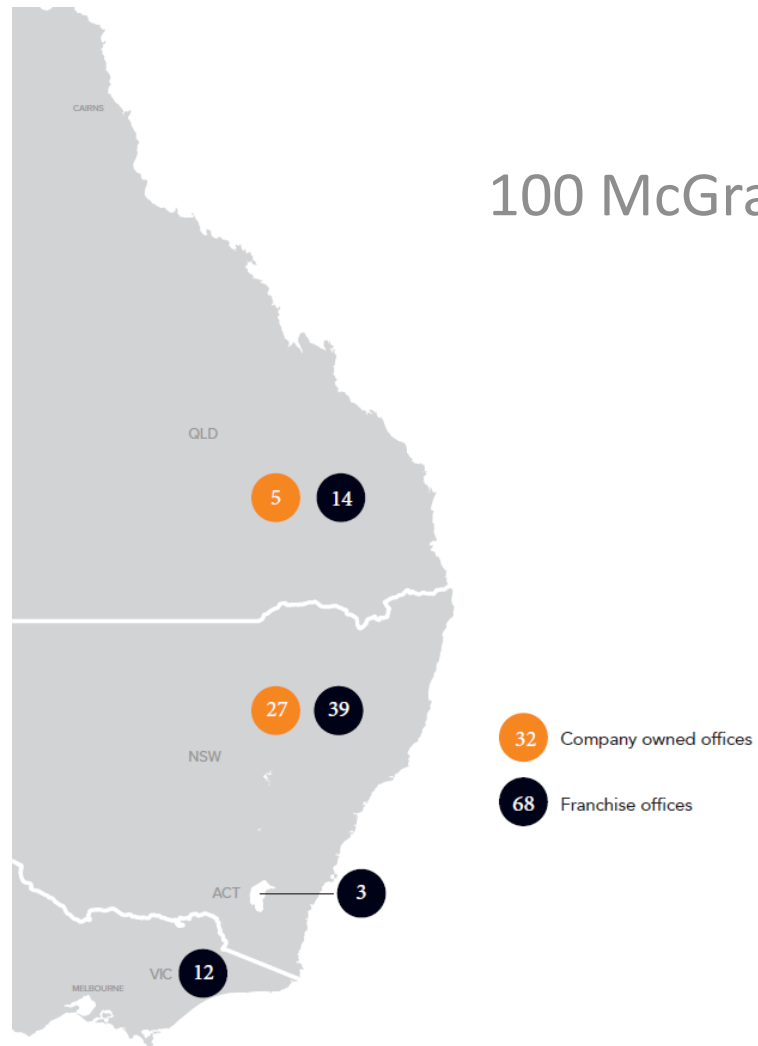 CAIRNS
100 McGra
QLD
5 14
27 39
NSW
32 Company owned offices
68 Franchise offices
ACT 3
VIC 12
MELBOURNE